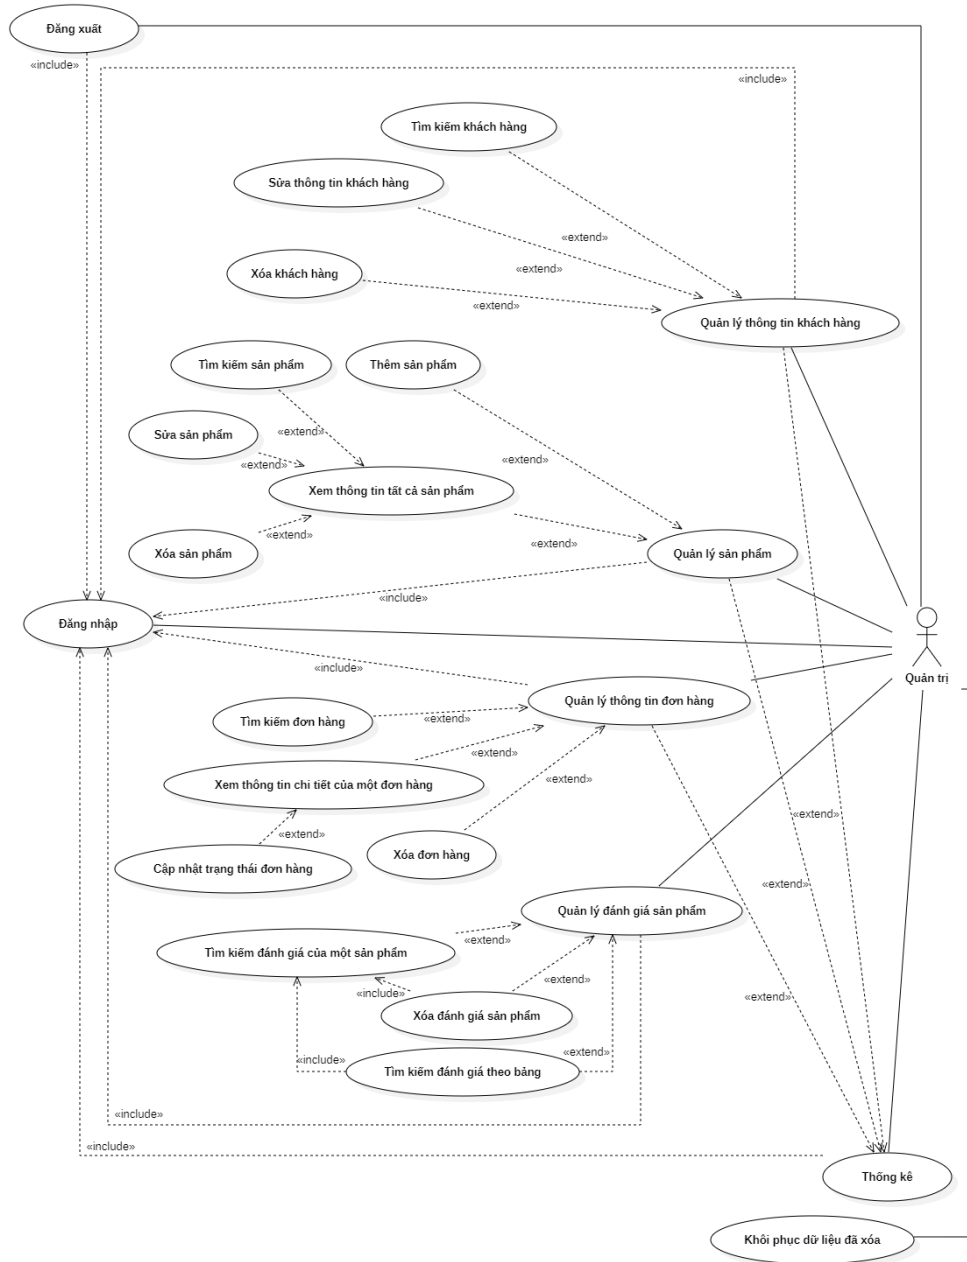 Đăng xuất
«include»
«include»
Tìm kiếm khách hàng
Sửa thông tin khách hàng
«extend»
Xóa khách hàng
«extend»
«extend»
Quản lý thông tin khách hàng
Tìm kiếm sản phẩm
Thêm sản phẩm
Sửa sản phẩm
«extend»
«extend»
«extend»
Xem thông tin tất cả sản phẩm
Xóa sản phẩm
«extend»
«extend»
Quản lý sản phẩm
«include»
Đăng nhập
«include»
Quản trị
Quản lý thông tin đơn hàng
Tìm kiếm đơn hàng
«extend»
«extend»
Xem thông tin chi tiết của một đơn hàng
«extend»
«extend»
«extend»
Xóa đơn hàng
Cập nhật trạng thái đơn hàng
«extend»
Quản lý đánh giá sản phẩm
«extend»
Tìm kiếm đánh giá của một sản phẩm
«extend»
«include»
«extend»
Xóa đánh giá sản phẩm
«extend»
«include»
Tìm kiếm đánh giá theo bảng
«include»
«include»
Thống kê
Khôi phục dữ liệu đã xóa